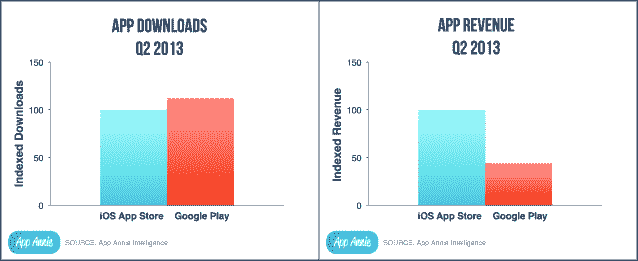 APP DOWNLOADS
Q2 2013
150
100
50
0
Indexed Downloads
iOS App Store
Google Play
App Annie
SOURCE: App Annie Intelligence
APP REVENUE
Q2 2013
150
100
50
0
Indexed Revenue
iOS App Store
Google Play
App Annie
SOURCE: App Annie Intelligence